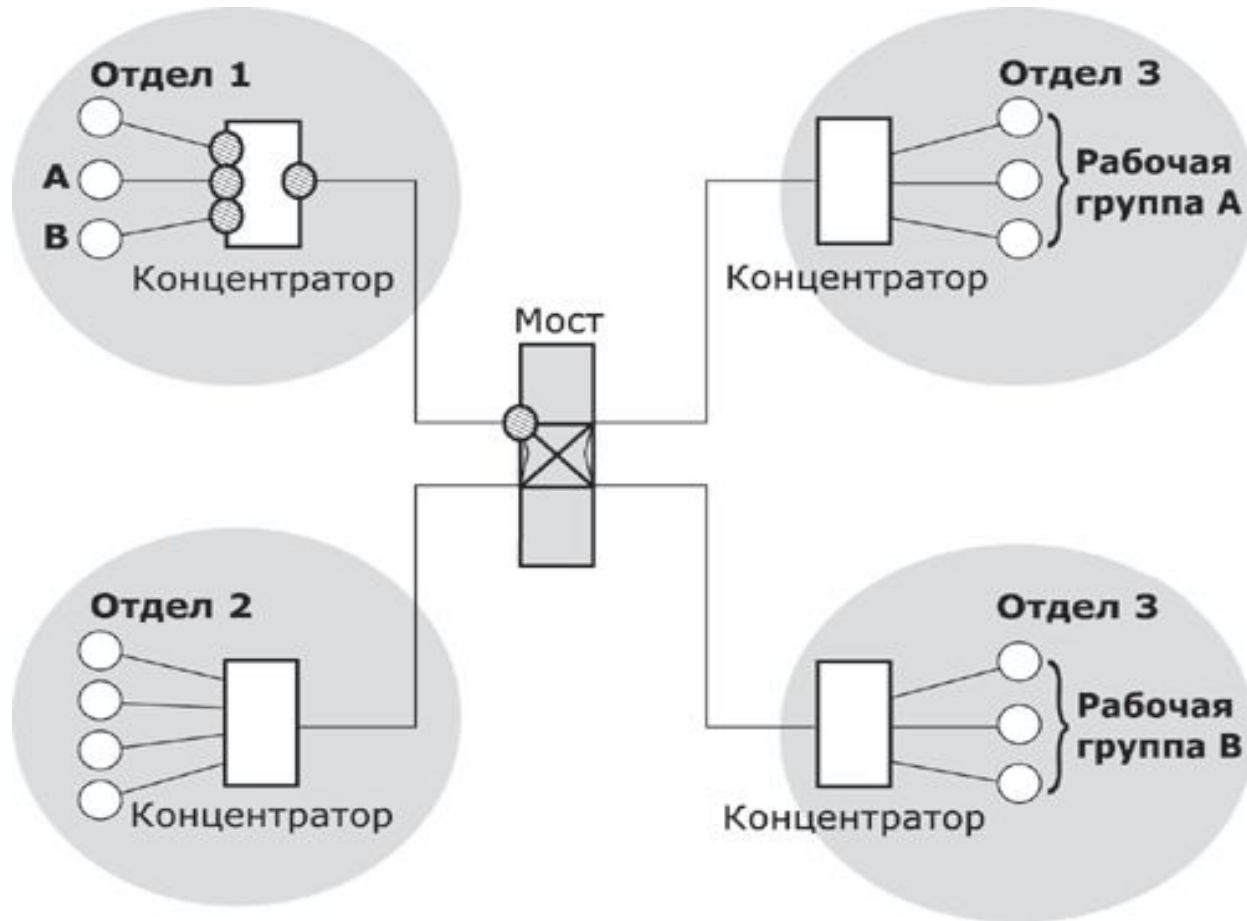 Отдел 1
A
B
Концентратор
Отдел 3
Рабочая
группа A
Концентратор
Мост
Отдел 2
Концентратор
Отдел 3
Рабочая
группа B
Концентратор